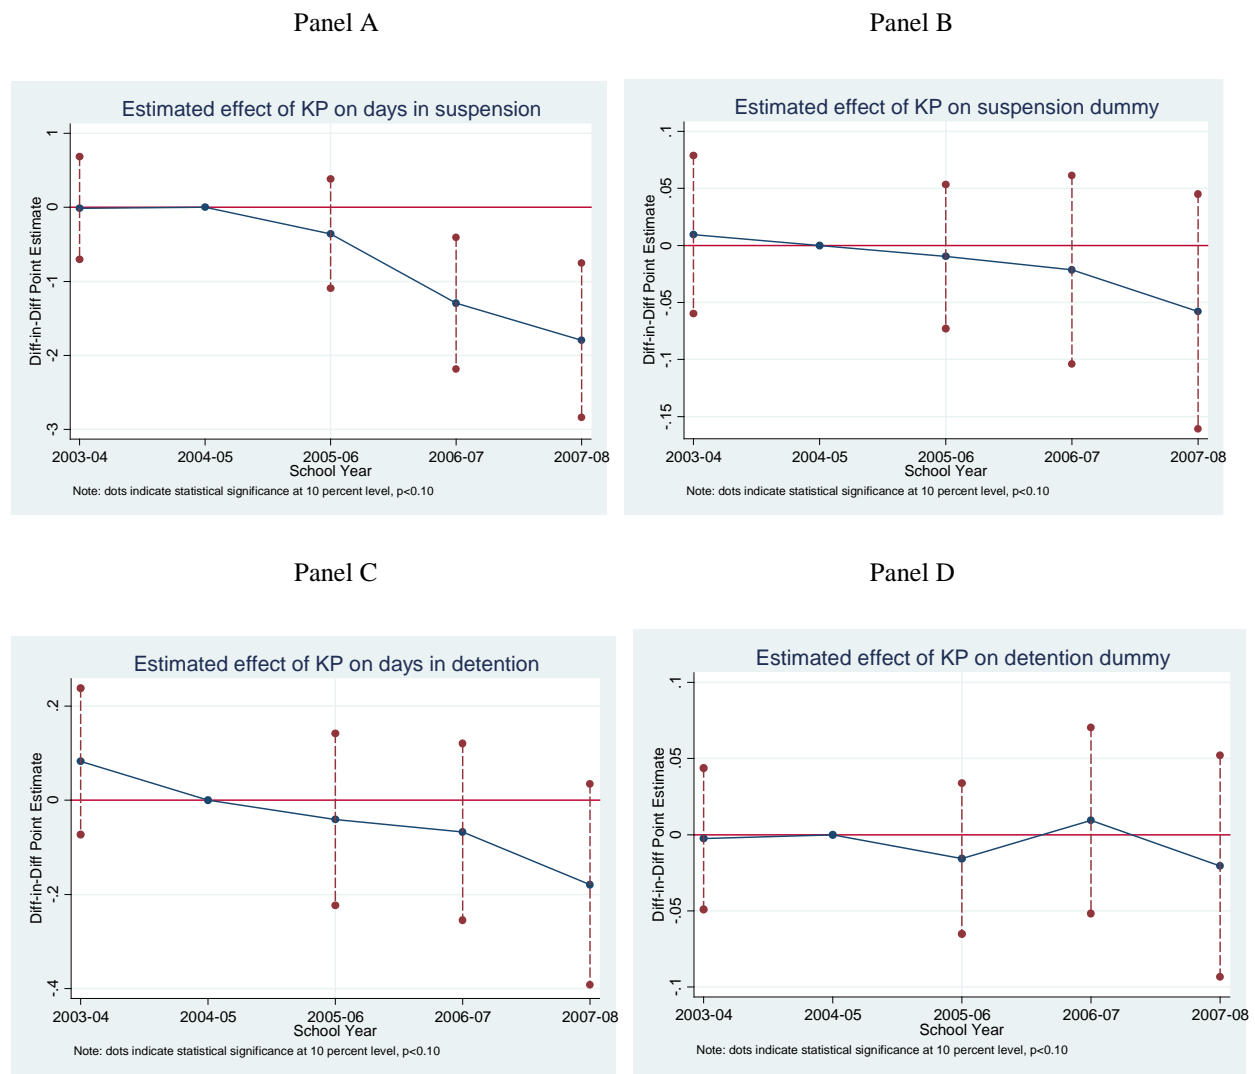 Panel A
Panel B
Estimated effect of KP on days in suspension
Diff-in-Diff Point Estimate
1
0
-1
-2
-3
2003-04 2004-05 2005-06 2006-07 2007-08
School Year
Note: dots indicate statistical significance at 10 percent level, p<0.10
Estimated effect of KP on suspension dummy
Diff-in-Diff Point Estimate
.1
.05
0
-.05
-.1
-.15
2003-04 2004-05 2005-06 2006-07 2007-08
School Year
Note: dots indicate statistical significance at 10 percent level, p<0.10
Panel C
Panel D
Estimated effect of KP on days in detention
Diff-in-Diff Point Estimate
.2
0
-.2
-.4
2003-04 2004-05 2005-06 2006-07 2007-08
School Year
Note: dots indicate statistical significance at 10 percent level, p<0.10
Estimated effect of KP on detention dummy
Diff-in-Diff Point Estimate
.1
.05
0
-.05
-.1
2003-04 2004-05 2005-06 2006-07 2007-08
School Year
Note: dots indicate statistical significance at 10 percent level, p<0.10